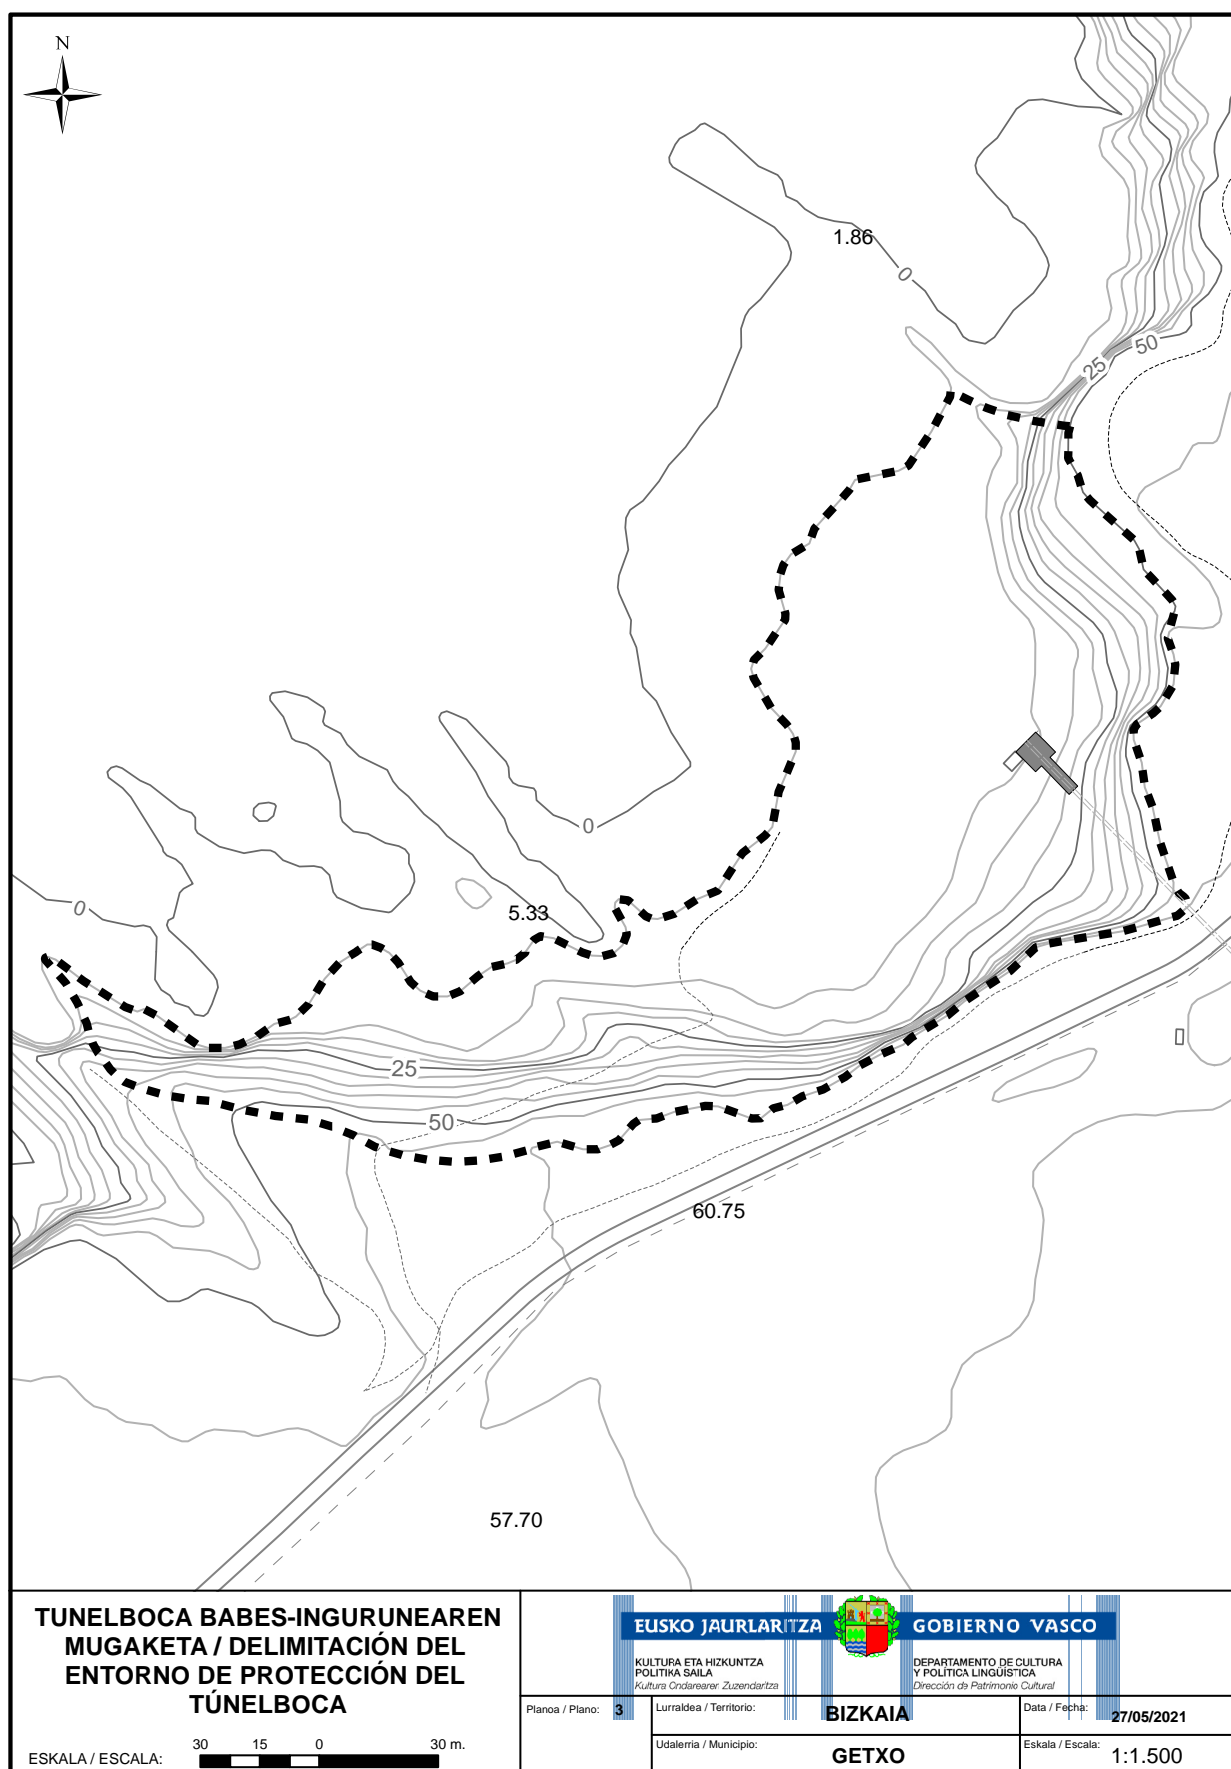 N
1.86
0
50
25
0
0
5.33
25
50
60.75
57.70
TUNELBOCA BABES-INGURUNEAREN
MUGAKETA / DELIMITACIÓN DEL
ENTORNO DE PROTECCIÓN DEL
TÚNELBOCA
ESKALA / ESCALA:
30 15 0 30 m.
EUSKO JAURLARITZA
GOBIERNO VASCO
KULTURA ETA HIZKUNTZA
POLITIKA SAILA
Kultura Ondarearen Zuzendaritza
DEPARTAMENTO DE CULTURA
Y POLÍTICA LINGÜÍSTICA
Dirección de Patrimonio Cultural
Planoa / Plano: 3
Lurraldea / Territorio: BIZKAIA
Data / Fecha: 27/05/2021
Udalerria / Municipio: GETXO
Eskala / Escala: 1:1.500